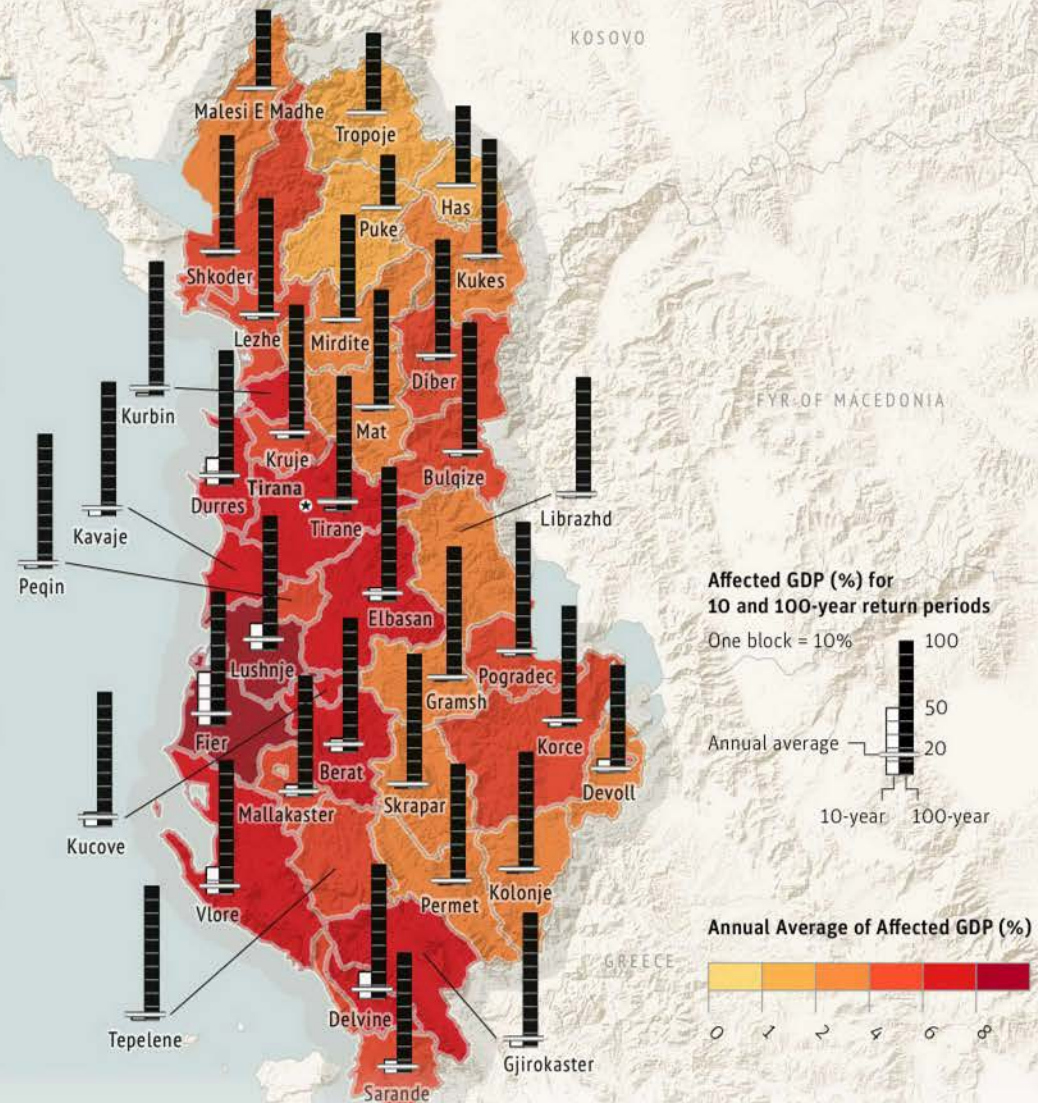 KOSOVO
Malesi E Madhe
Tropoje
Has
Puke
Shkoder
Kukes
Lezhe
Mirdite
Diber
Kurbin
Mat
Kruje
Bulqize
FYR OF MACEDONIA
Durres
Tirana
Tirane
Librazhd
Kavaje
Peqin
Elbasan
Lushnje
Pogradec
Gramsh
Fier
Korce
Berat
Devoll
Mallakaster
Skrapar
Kucove
Vlore
Permet
Kolonje
GREECE
Tepelene
Delvine
Gjirokaster
Sarande
Affected GDP (%) for
10 and 100-year return periods
One block = 10%
100
50
20
Annual average
10-year
100-year
Annual Average of Affected GDP (%)
0 1 2 4 6 8